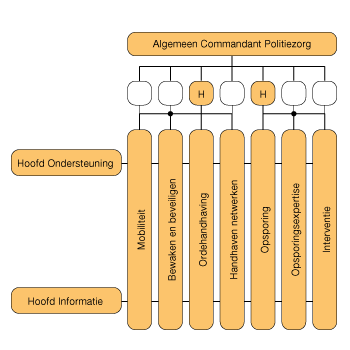 Algemeen Commandant Politiezorg
H
H
Hoofd Ondersteuning
Mobiliteit
Bewaken en beveiligen
Ordehandhaving
Handhaven netwerken
Opsporing
Opsporingsexpertise
Interventie
Hoofd Informatie